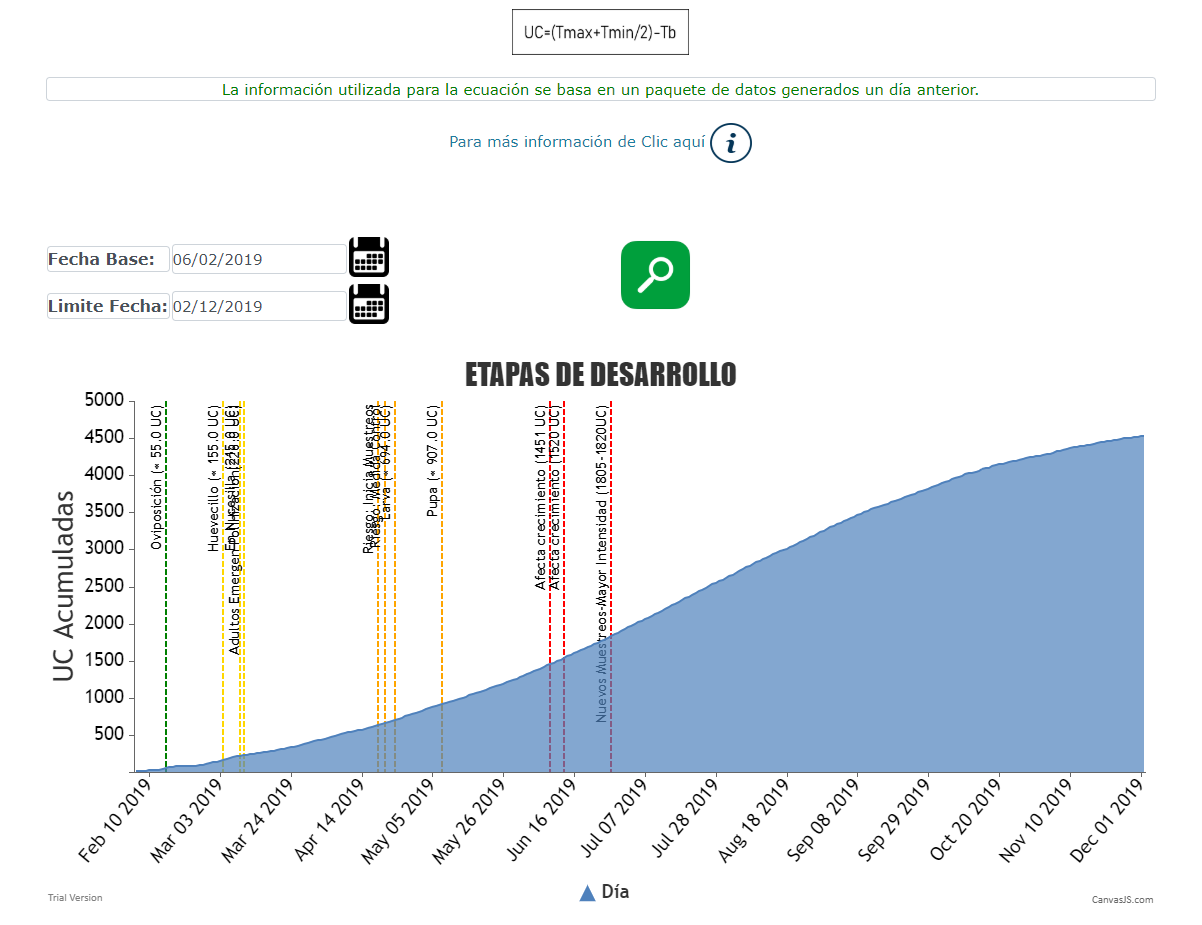 UC=(Tmax+Tmin/2)-Tb
La información utilizada para la ecuación se basa en un paquete de datos generados un día anterior.
Para más información de Clic aquí i
Fecha Base: 06/02/2019
Limite Fecha: 02/12/2019
ETAPAS DE DESARROLLO
UC Acumuladas
5000
4500
4000
3500
3000
2500
2000
1500
1000
500
Oviposición (« 55.0 UC)
Huevecillo (« 155.0 UC)
En Nuecesilla (215.0 UC)
Adultos Emergen Polinización(228.0 UC)
Riesgo: Inicia Muestreos
Riesgo: Medida Control
Larva (« 694.0 UC)
Pupa (« 907.0 UC)
Afecta crecimiento (1451 UC)
Afecta crecimiento (1520 UC)
Nuevos Muestreos-Mayor Intensidad (1805-1820UC)
Feb 10 2019
Mar 03 2019
Mar 24 2019
Apr 14 2019
May 05 2019
May 26 2019
Jun 16 2019
Jul 07 2019
Jul 28 2019
Aug 18 2019
Sep 08 2019
Sep 29 2019
Oct 20 2019
Nov 10 2019
Dec 01 2019
Día
Trial Version
CanvasJS.com